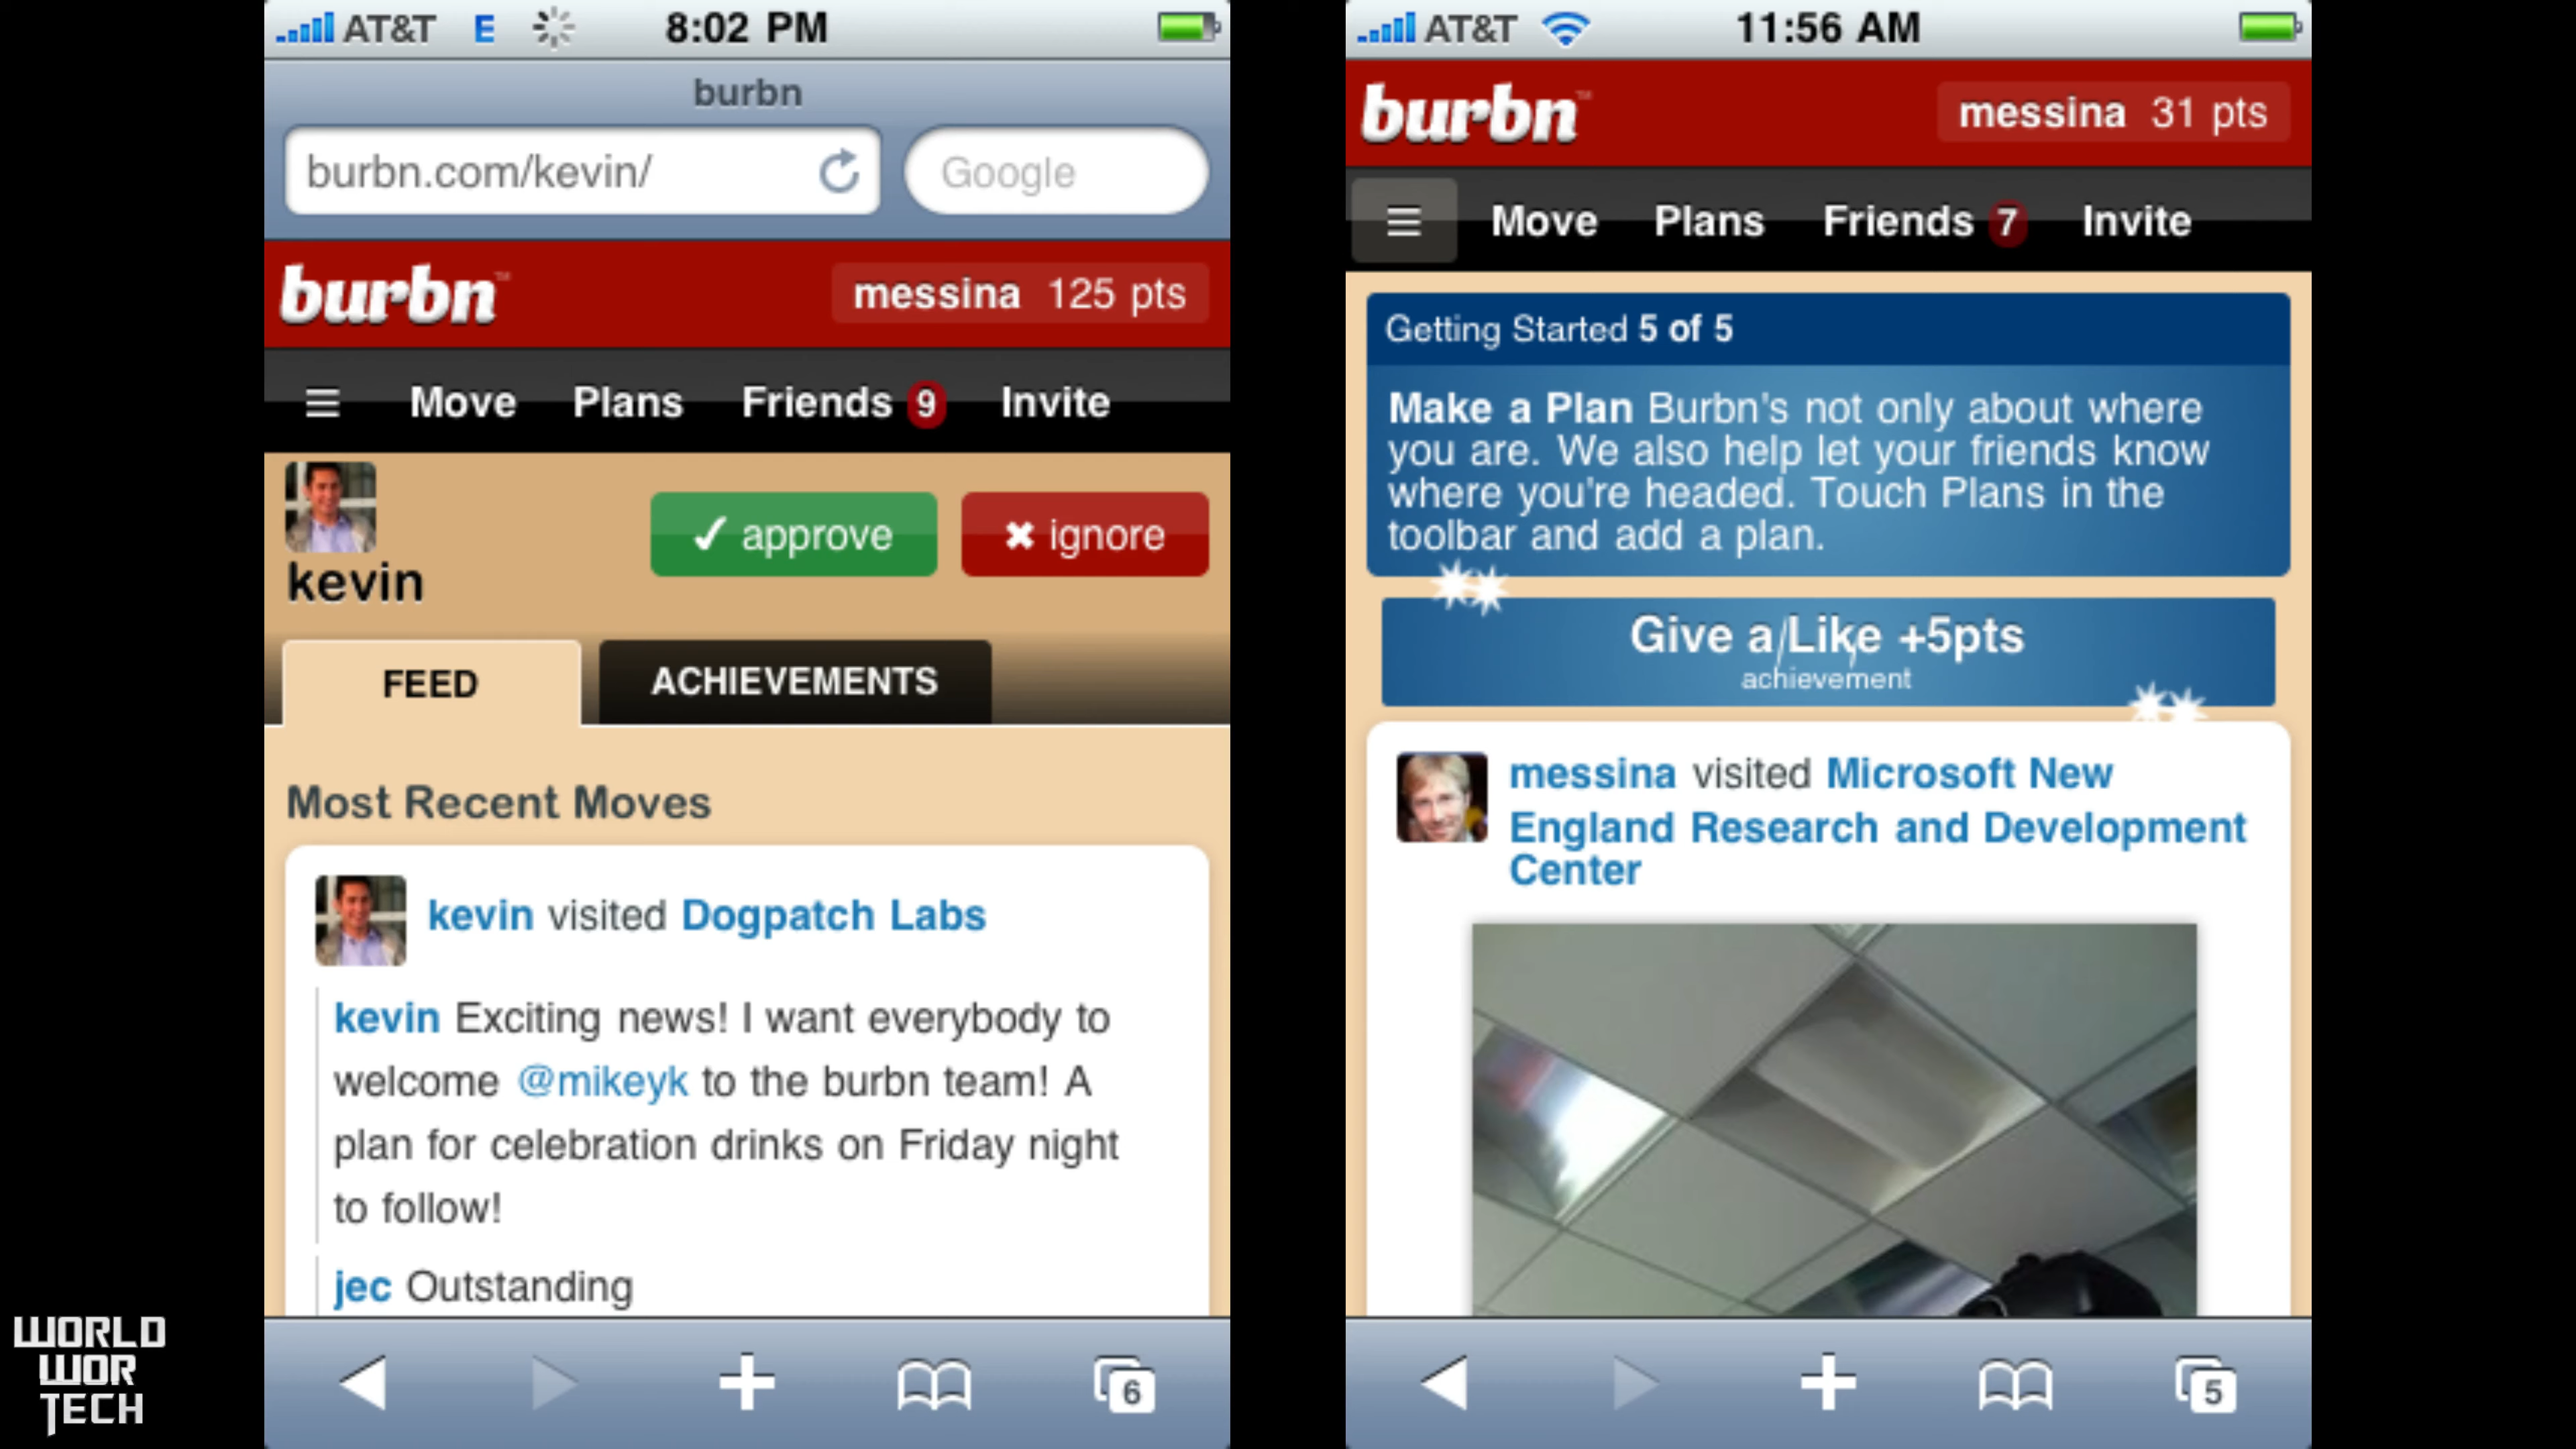 AT&T E 8:02 PM
burbn
burbn.com/kevin/ Google
burbn™ messina 125 pts
Move Plans Friends 9 Invite
kevin
✓ approve ✖ ignore
FEED ACHIEVEMENTS
Most Recent Moves
kevin visited Dogpatch Labs
kevin Exciting news! I want everybody to
welcome @mikeyk to the burbn team! A
plan for celebration drinks on Friday night
to follow!
jec Outstanding
6
AT&T 11:56 AM
burbn™ messina 31 pts
Move Plans Friends 7 Invite
Getting Started 5 of 5
Make a Plan Burbn's not only about where
you are. We also help let your friends know
where you're headed. Touch Plans in the
toolbar and add a plan.
Give a Like +5pts
achievement
messina visited Microsoft New
England Research and Development
Center
5
WORLD
WOR
TECH